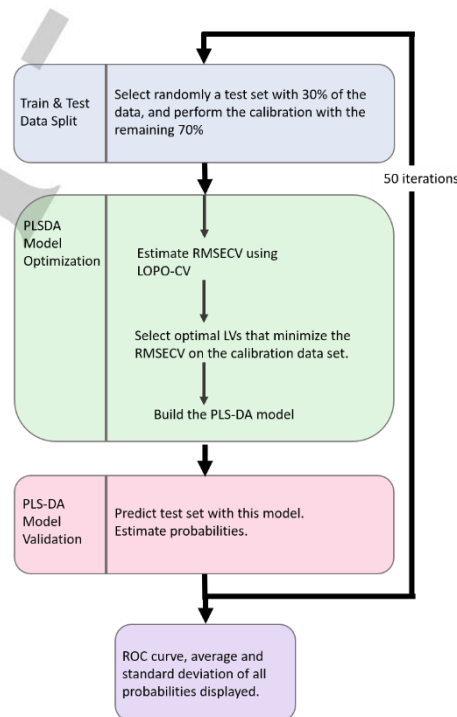 Train & Test
Data Split
Select randomly a test set with 30% of the
data, and perform the calibration with the
remaining 70%
50 iterations
PLSDA
Model
Optimization
Estimate RMSECV using
LOPO-CV
Select optimal LVs that minimize the
RMSECV on the calibration data set.
Build the PLS-DA model
PLS-DA
Model
Validation
Predict test set with this model.
Estimate probabilities.
ROC curve, average and
standard deviation of all
probabilities displayed.